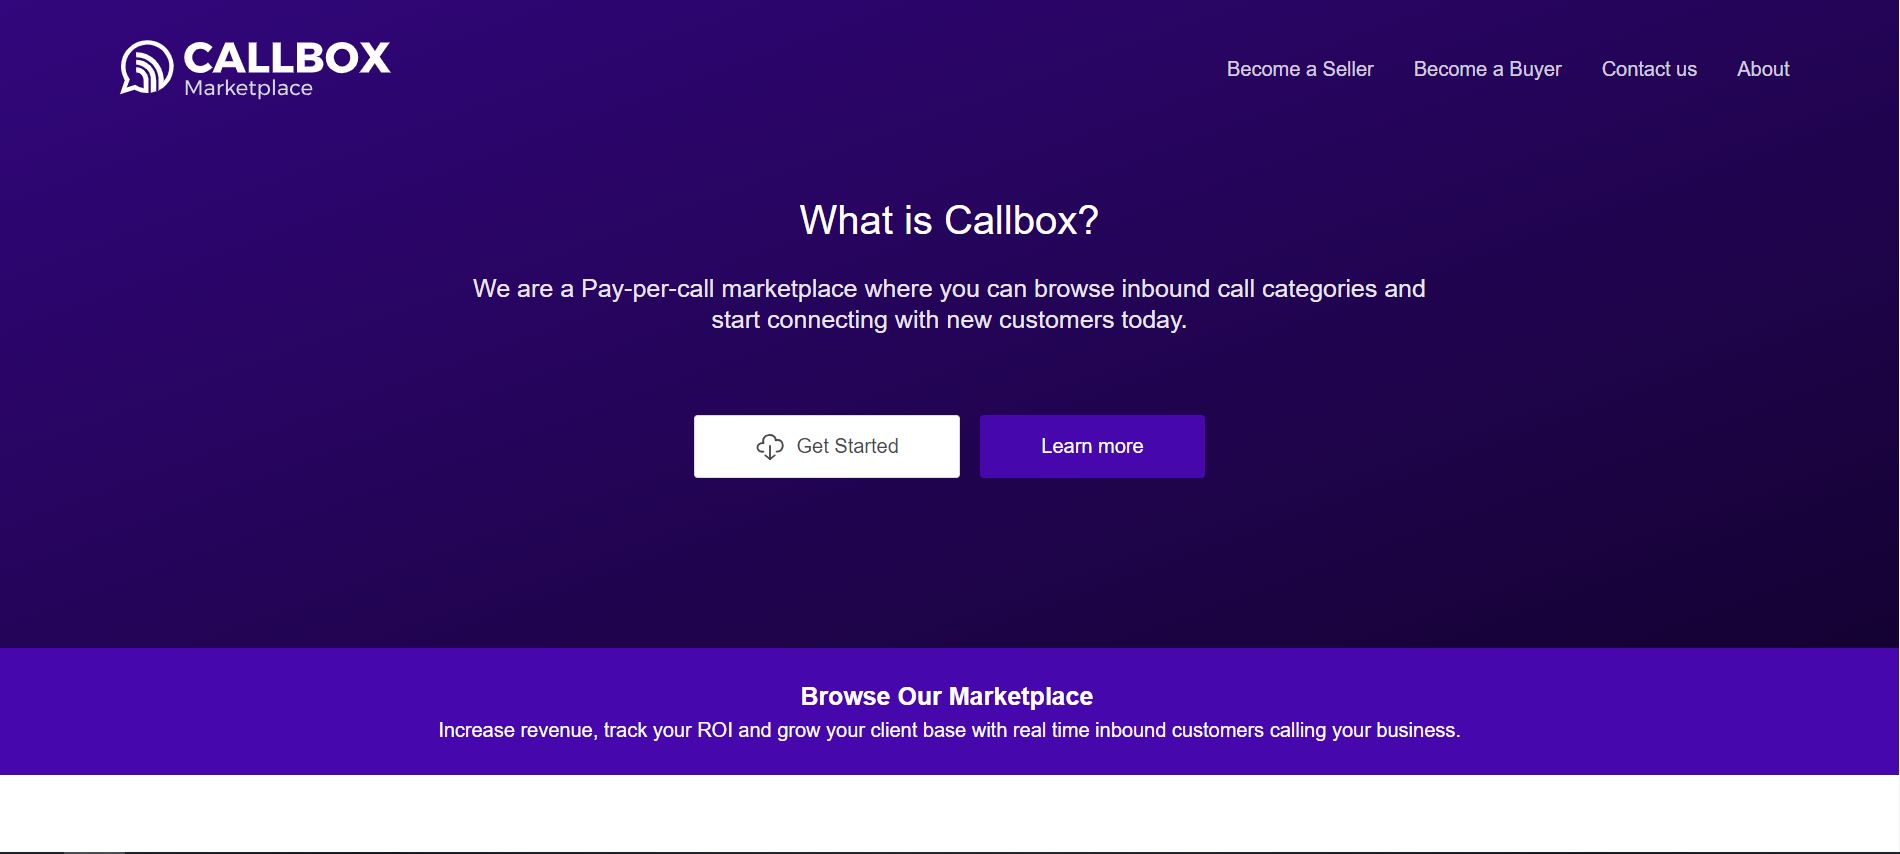 CALLBOX
Marketplace
Become a Seller
Become a Buyer
Contact us
About
What is Callbox?
We are a Pay-per-call marketplace where you can browse inbound call categories and
start connecting with new customers today.
Get Started
Learn more
Browse Our Marketplace
Increase revenue, track your ROI and grow your client base with real time inbound customers calling your business.